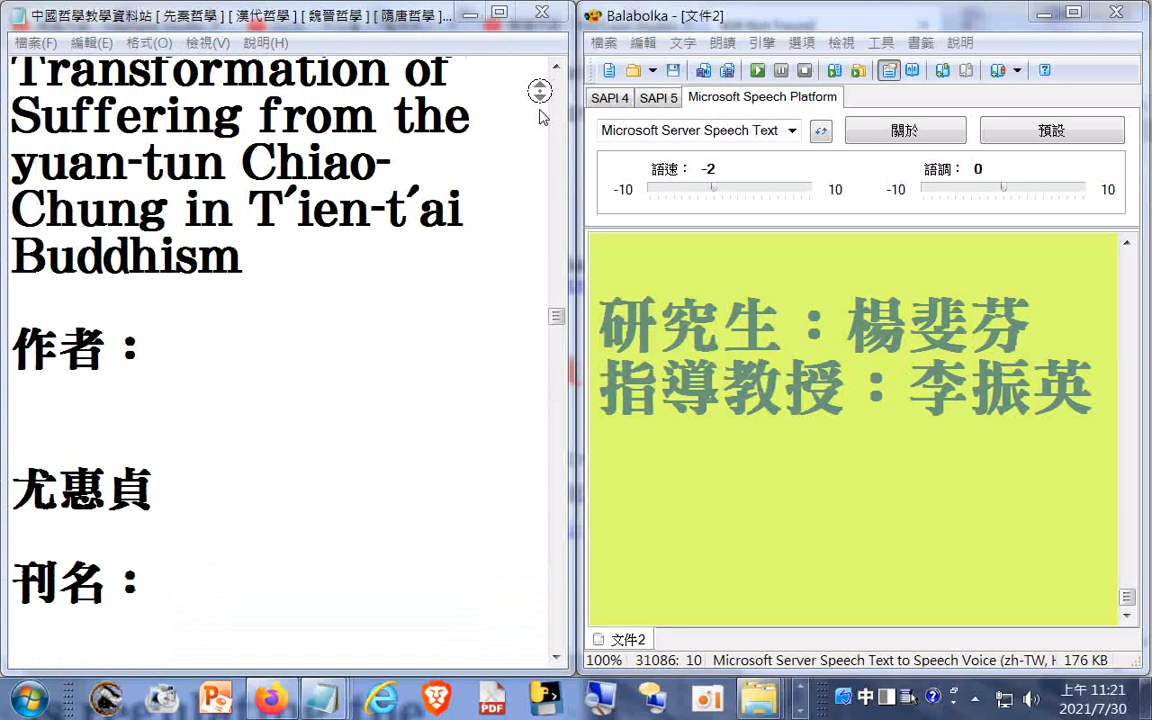 中國哲學教學資料站 [ 先秦哲學 ] [ 漢代哲學 ] [ 魏晉哲學 ] [ 隋唐哲學 ]...
檔案(F) 編輯(E) 格式(O) 檢視(V) 說明(H)
Transformation of
Suffering from the
yuan-tun Chiao-
Chung in T´ien-t´ai
Buddhism
作者：
尤惠貞
刊名：
Balabolka - [文件2]
檔案 編輯 文字 朗讀 引擎 選項 檢視 工具 書籤 說明
SAPI 4 SAPI 5 Microsoft Speech Platform
Microsoft Server Speech Text 關於 預設
語速： -2 語調： 0
-10 10 -10 10
研究生：楊斐芬
指導教授：李振英
文件2
100% 31086: 10 Microsoft Server Speech Text to Speech Voice (zh-TW, H 176 KB
中 上午 11:21
2021/7/30